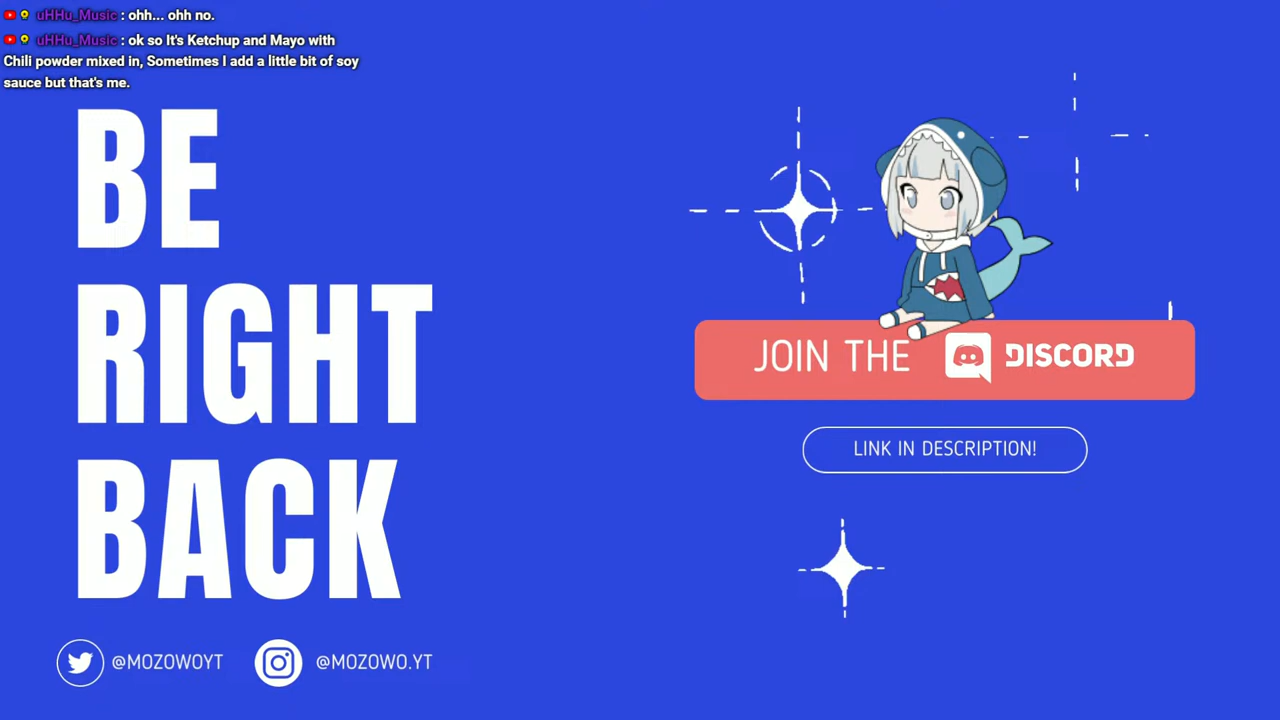 uHHu_Music : ohh... ohh no.
uHHu_Music : ok so It's Ketchup and Mayo with
Chili powder mixed in, Sometimes I add a little bit of soy
sauce but that's me.
BE
RIGHT
BACK
JOIN THE DISCORD
LINK IN DESCRIPTION!
@MOZOWOYT @MOZOWO.YT